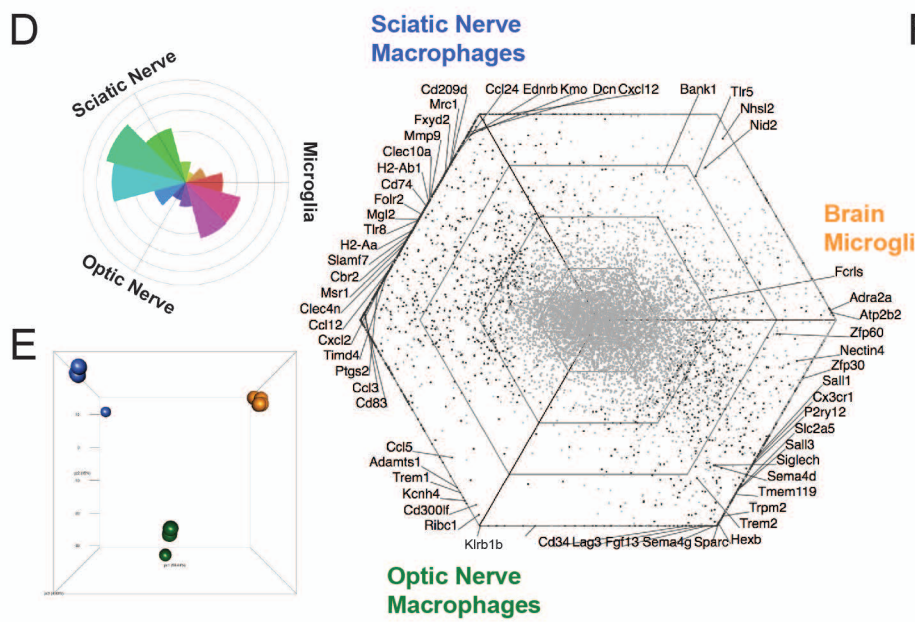 D
Sciatic Nerve
Microglia
Optic Nerve
E
Sciatic Nerve
Macrophages
Cd209d
Mrc1
Fxyd2
Mmp9
Clec10a
H2-Ab1
Cd74
Folr2
Mgl2
Tlr8
H2-Aa
Slamf7
Cbr2
Msr1
Clec4n
Ccl12
Cxcl2
Timd4
Ptgs2
Ccl3
Cd83
Ccl24 Ednrb Kmo Dcn Cxcl12
Bank1
Tlr5
Nhsl2
Nid2
Brain
Microgli
Fcrls
Adra2a
Atp2b2
Zfp60
Nectin4
Zfp30
Sall1
Cx3cr1
P2ry12
Slc2a5
Sall3
Siglech
Sema4d
Tmem119
Trpm2
Trem2
Hexb
Ccl5
Adamts1
Trem1
Kcnh4
Cd300lf
Ribc1
Klrb1b
Cd34 Lag3 Fgf13 Sema4g Sparc
Optic Nerve
Macrophages